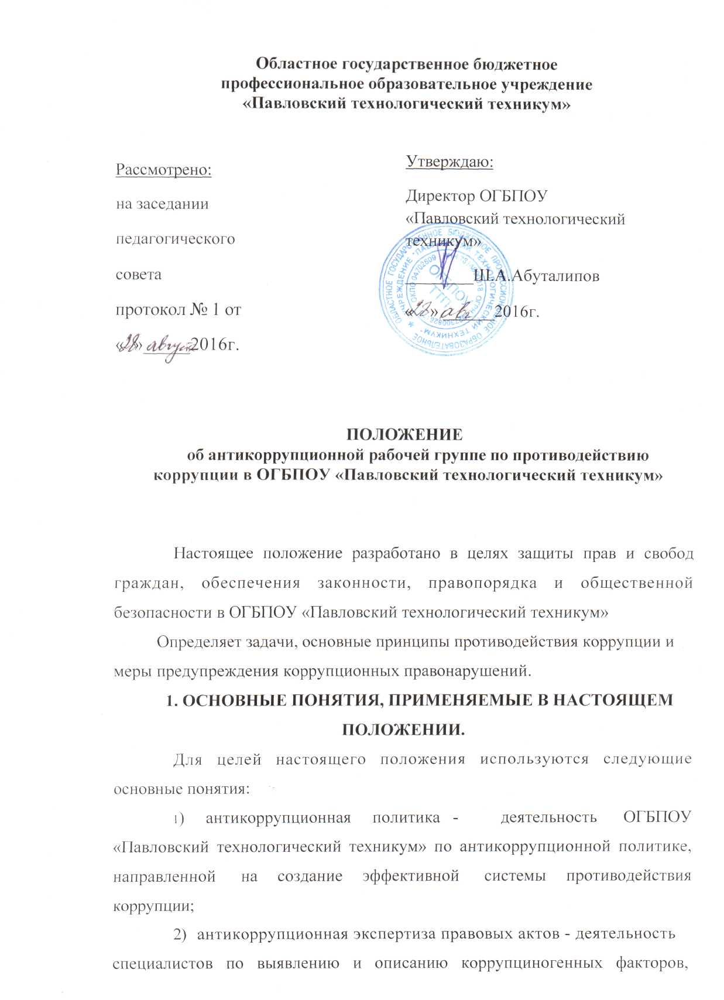 Областное государственное бюджетное
профессиональное образовательное учреждение
«Павловский технологический техникум»
Рассмотрено:
на заседании
педагогического
совета
протокол № 1 от
«28» август 2016г.
Утверждаю:
Директор ОГБПОУ
«Павловский технологический
техникум»
Ш.А.Абуталипов
« » авг 2016г.
ОГБПОУ
ПТТ
ПОЛОЖЕНИЕ
об антикоррупционной рабочей группе по противодействию
коррупции в ОГБПОУ «Павловский технологический техникум»
Настоящее положение разработано в целях защиты прав и свобод
граждан, обеспечения законности, правопорядка и общественной
безопасности в ОГБПОУ «Павловский технологический техникум»
Определяет задачи, основные принципы противодействия коррупции и
меры предупреждения коррупционных правонарушений.
1. ОСНОВНЫЕ ПОНЯТИЯ, ПРИМЕНЯЕМЫЕ В НАСТОЯЩЕМ
ПОЛОЖЕНИИ.
Для целей настоящего положения используются следующие
основные понятия:
1) антикоррупционная политика - деятельность ОГБПОУ
«Павловский технологический техникум» по антикоррупционной политике,
направленной на создание эффективной системы противодействия
коррупции;
2) антикоррупционная экспертиза правовых актов - деятельность
специалистов по выявлению и описанию коррупциногенных факторов,